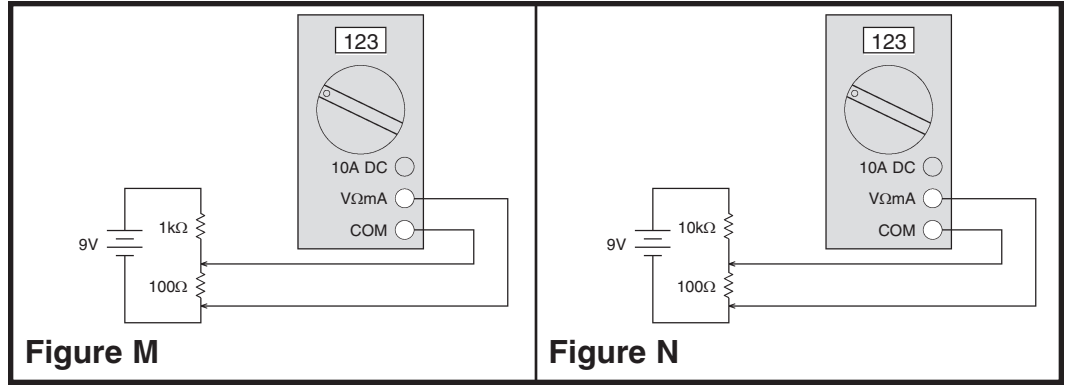 123
10A DC
VΩmA
COM
1kΩ
9V
100Ω
Figure M
123
10A DC
VΩmA
COM
10kΩ
9V
100Ω
Figure N